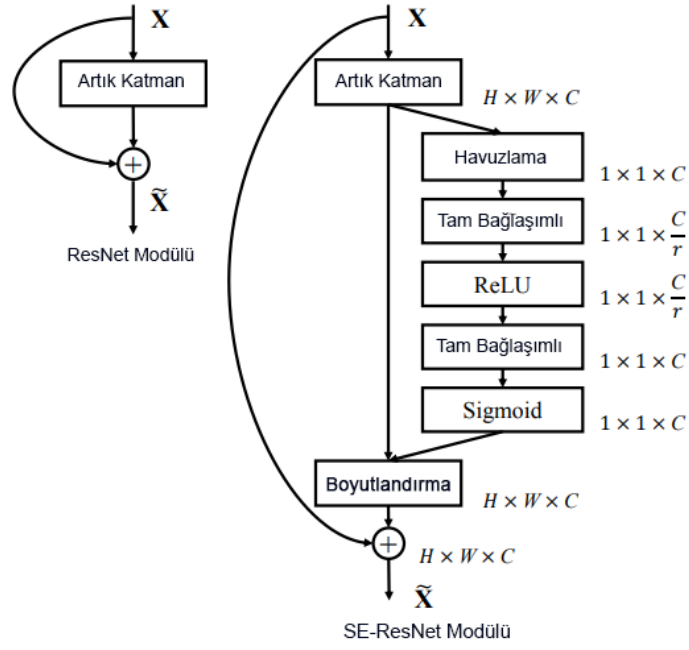 X
Artık Katman
+
X̃
ResNet Modülü
X
Artık Katman
H × W × C
Havuzlama
1 × 1 × C
Tam Bağlaşımlı
1 × 1 × C/r
ReLU
1 × 1 × C/r
Tam Bağlaşımlı
1 × 1 × C
Sigmoid
1 × 1 × C
Boyutlandırma
H × W × C
+
H × W × C
X̃
SE-ResNet Modülü